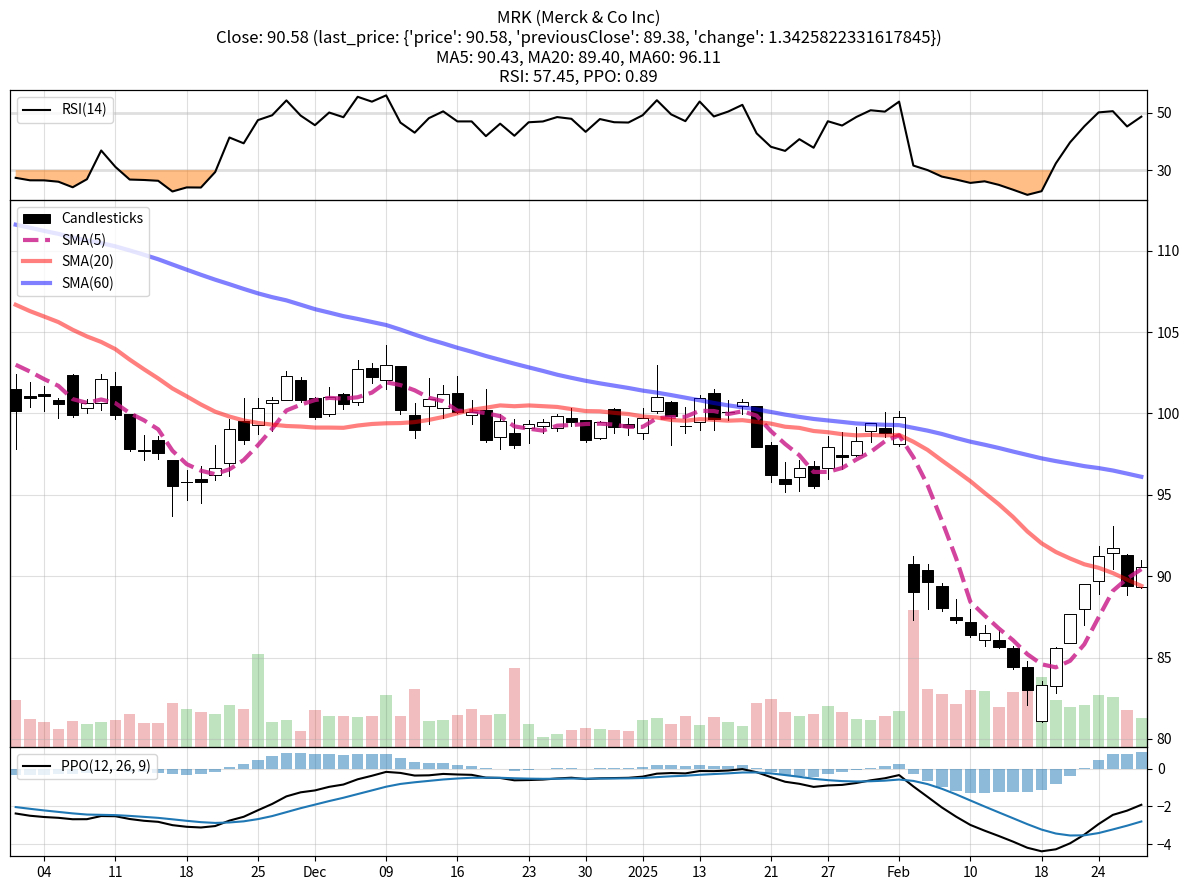 MRK (Merck & Co Inc)
Close: 90.58 (last_price: {'price': 90.58, 'previousClose': 89.38, 'change': 1.3425822331617845})
MA5: 90.43, MA20: 89.40, MA60: 96.11
RSI: 57.45, PPO: 0.89
RSI(14)
50
30
Candlesticks
SMA(5)
SMA(20)
SMA(60)
110
105
100
95
90
85
80
PPO(12, 26, 9)
0
−2
−4
04 11 18 25 Dec 09 16 23 30 2025 13 21 27 Feb 10 18 24